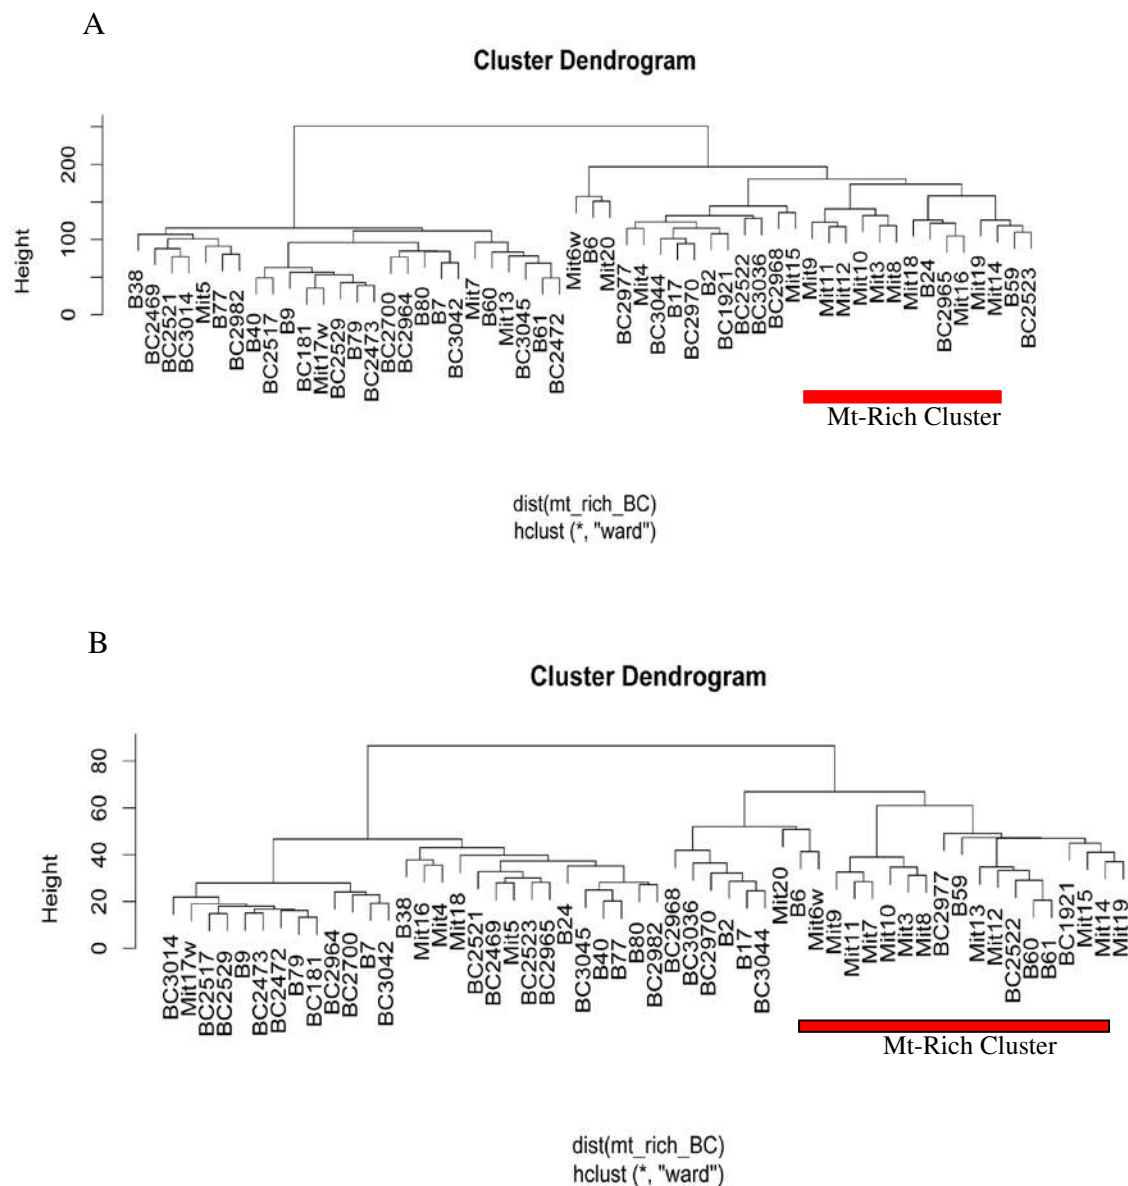 A
Cluster Dendrogram
Height
0
100
200
B38
BC2469
BC2521
BC3014
Mit5
B77
BC2982
B40
BC2517
B9
BC181
Mit17w
BC2529
B79
BC2473
BC2700
BC2964
B80
B7
BC3042
Mit7
B60
Mit13
BC3045
B61
BC2472
Mit6w
B6
Mit20
BC2977
Mit4
BC3044
B17
BC2970
B2
BC1921
BC2522
BC3036
BC2968
Mit15
Mit9
Mit11
Mit12
Mit10
Mit3
Mit8
Mit18
B24
BC2965
Mit16
Mit19
Mit14
B59
BC2523
Mt-Rich Cluster
dist(mt_rich_BC)
hclust (*, "ward")
B
Cluster Dendrogram
Height
0
20
40
60
80
BC3014
Mit17w
BC2517
BC2529
B9
BC2473
BC2472
B79
BC181
BC2964
BC2700
B7
BC3042
B38
Mit16
Mit4
Mit18
BC2521
BC2469
Mit5
BC2523
BC2965
B24
BC3045
B40
B77
B80
BC2982
BC2968
BC3036
BC2970
B2
B17
BC3044
Mit20
B6
Mit6w
Mit9
Mit11
Mit7
Mit10
Mit3
Mit8
BC2977
B59
Mit13
Mit12
BC2522
B60
B61
BC1921
Mit15
Mit14
Mit19
Mt-Rich Cluster
dist(mt_rich_BC)
hclust (*, "ward")